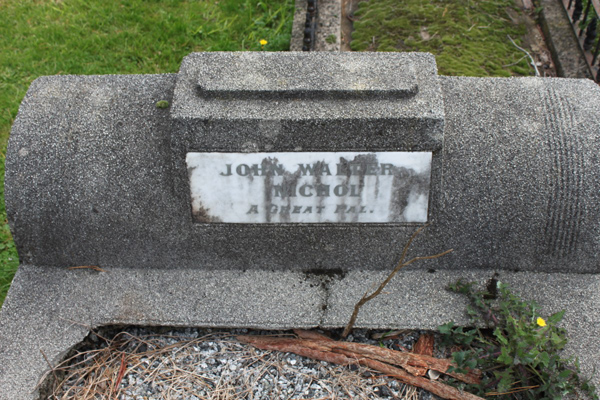 JOHN WALTER
NICHOL
A GREAT PAL.